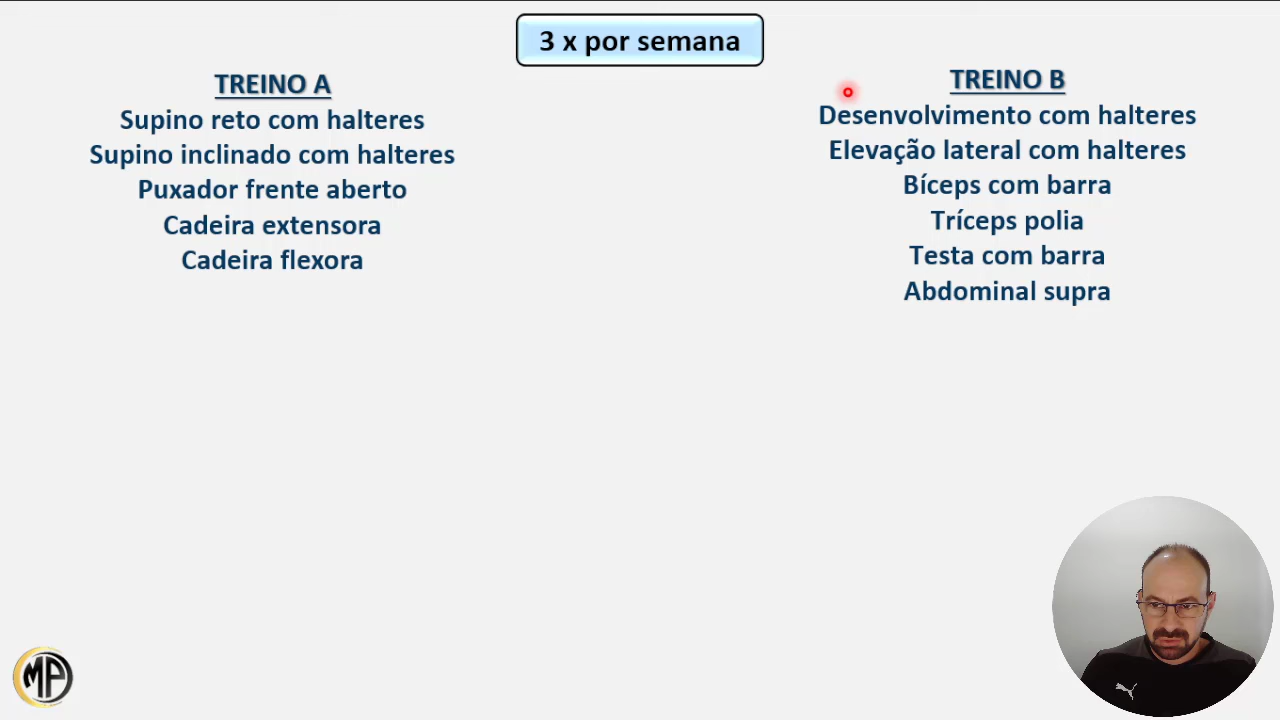 3 x por semana
TREINO A
Supino reto com halteres
Supino inclinado com halteres
Puxador frente aberto
Cadeira extensora
Cadeira flexora
TREINO B
Desenvolvimento com halteres
Elevação lateral com halteres
Bíceps com barra
Tríceps polia
Testa com barra
Abdominal supra
MP